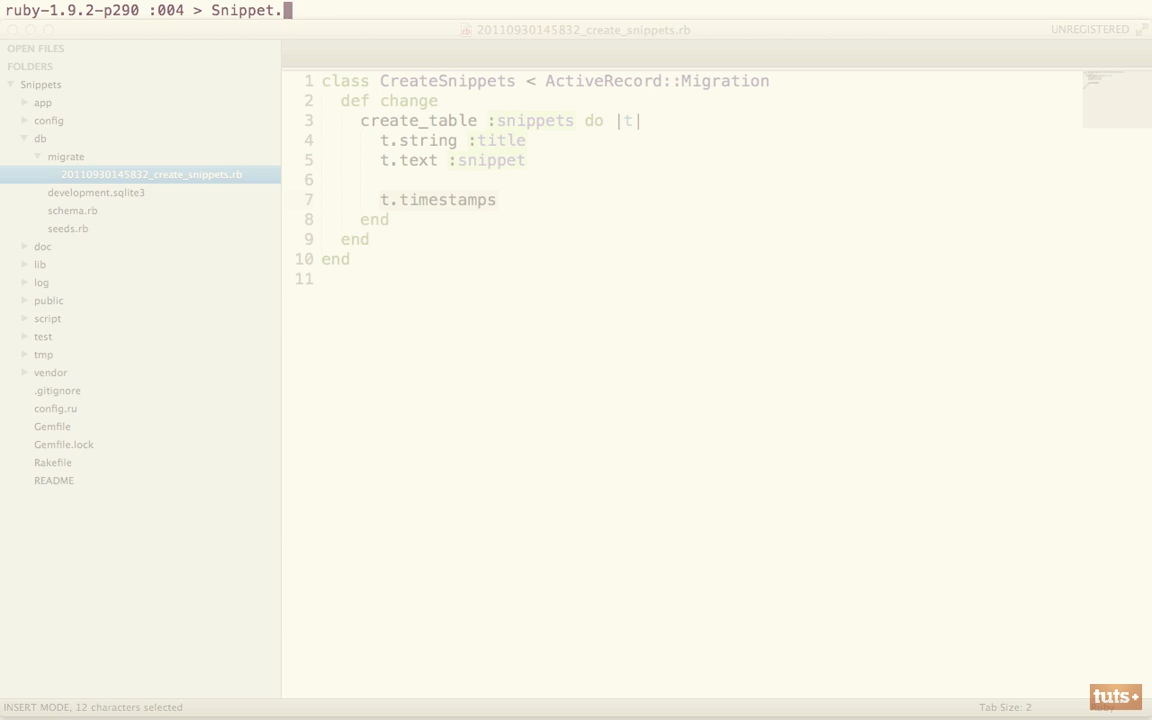 ruby-1.9.2-p290 :004 > Snippet.
20110930145832_create_snippets.rb
UNREGISTERED
OPEN FILES
FOLDERS
Snippets
app
config
db
migrate
20110930145832_create_snippets.rb
development.sqlite3
schema.rb
seeds.rb
doc
lib
log
public
script
test
tmp
vendor
.gitignore
config.ru
Gemfile
Gemfile.lock
Rakefile
README
1 class CreateSnippets < ActiveRecord::Migration
2 def change
3 create_table :snippets do |t|
4 t.string :title
5 t.text :snippet
6
7 t.timestamps
8 end
9 end
10 end
11
INSERT MODE, 12 characters selected
Tab Size: 2
Ruby
tuts+